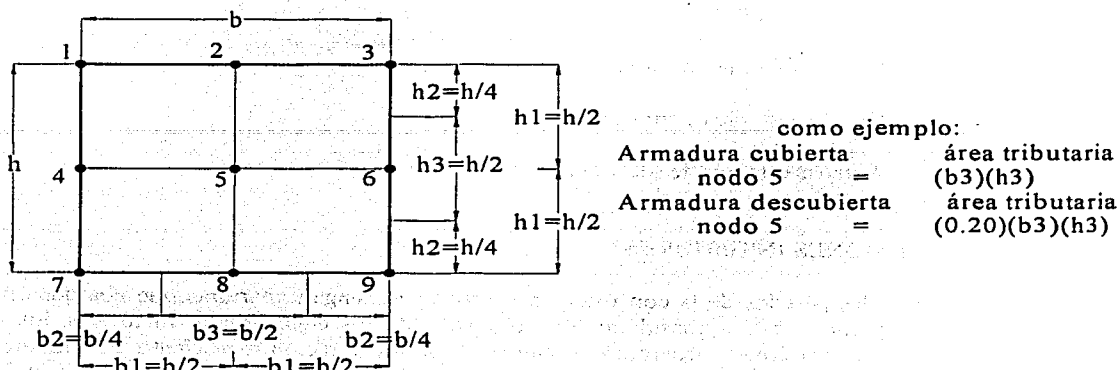 b
1 2 3
h2=h/4
h1=h/2
como ejemplo:
Armadura cubierta área tributaria
h 4 5 6 h3=h/2
nodo 5 = (b3)(h3)
Armadura descubierta área tributaria
nodo 5 = (0.20)(b3)(h3)
h2=h/4
h1=h/2
7 8 9
b2=b/4 b3=b/2 b2=b/4
b1=b/2 b1=b/2